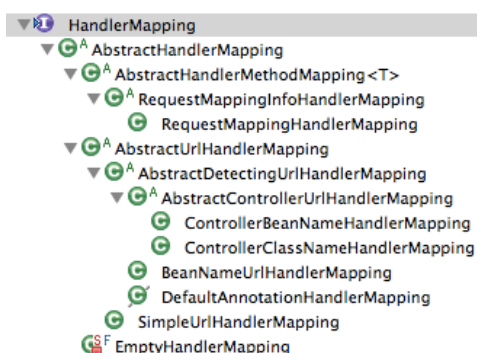 HandlerMapping
AbstractHandlerMapping
AbstractHandlerMethodMapping<T>
RequestMappingInfoHandlerMapping
RequestMappingHandlerMapping
AbstractUrlHandlerMapping
AbstractDetectingUrlHandlerMapping
AbstractControllerUrlHandlerMapping
ControllerBeanNameHandlerMapping
ControllerClassNameHandlerMapping
BeanNameUrlHandlerMapping
DefaultAnnotationHandlerMapping
SimpleUrlHandlerMapping
EmptyHandlerMapping